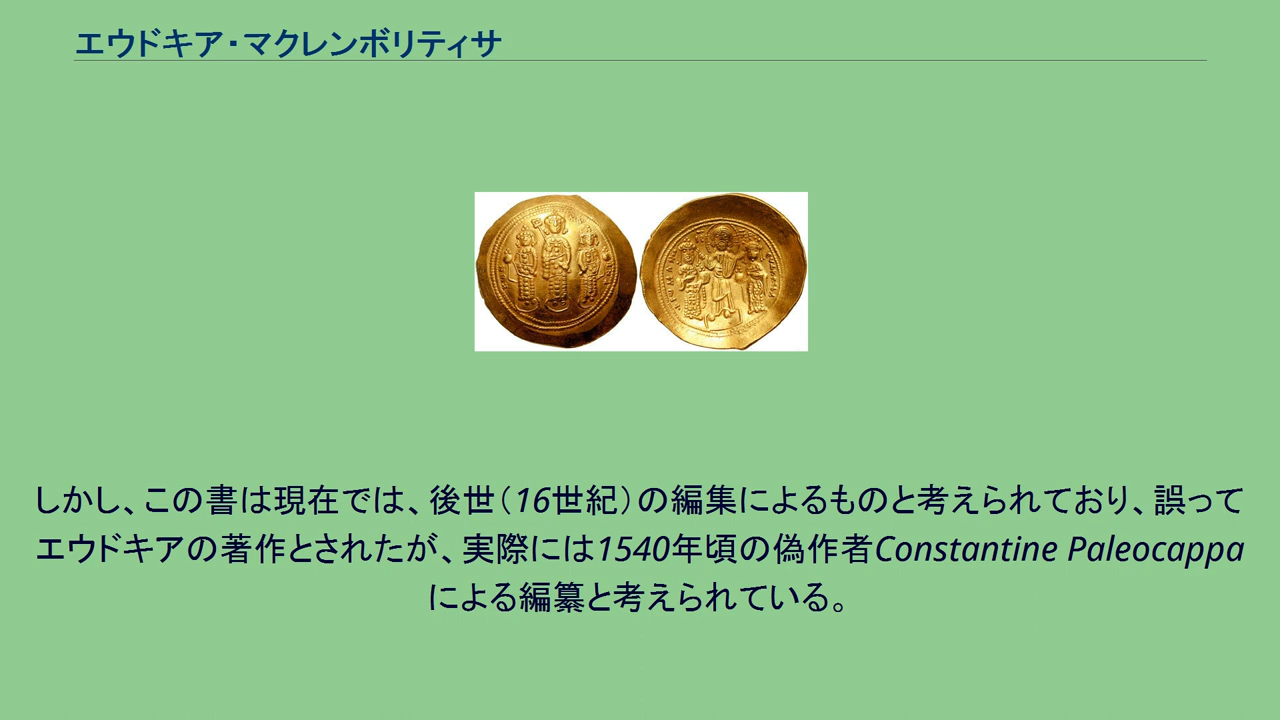 エウドキア・マクレンボリティサ
しかし、この書は現在では、後世（16世紀）の編集によるものと考えられており、誤って
エウドキアの著作とされたが、実際には1540年頃の偽作者Constantine Paleocappa
による編纂と考えられている。